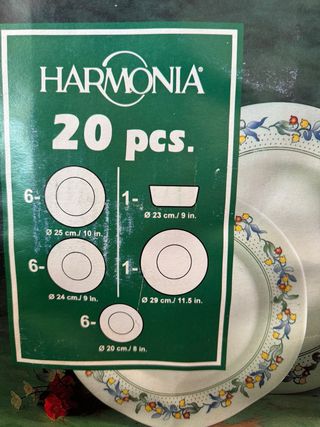 HARMONIA®
20 pcs.
6-
Ø 25 cm./ 10 in.
1-
Ø 23 cm./ 9 in.
6-
Ø 24 cm./ 9 in.
1-
Ø 29 cm./ 11.5 in.
6-
Ø 20 cm./ 8 in.